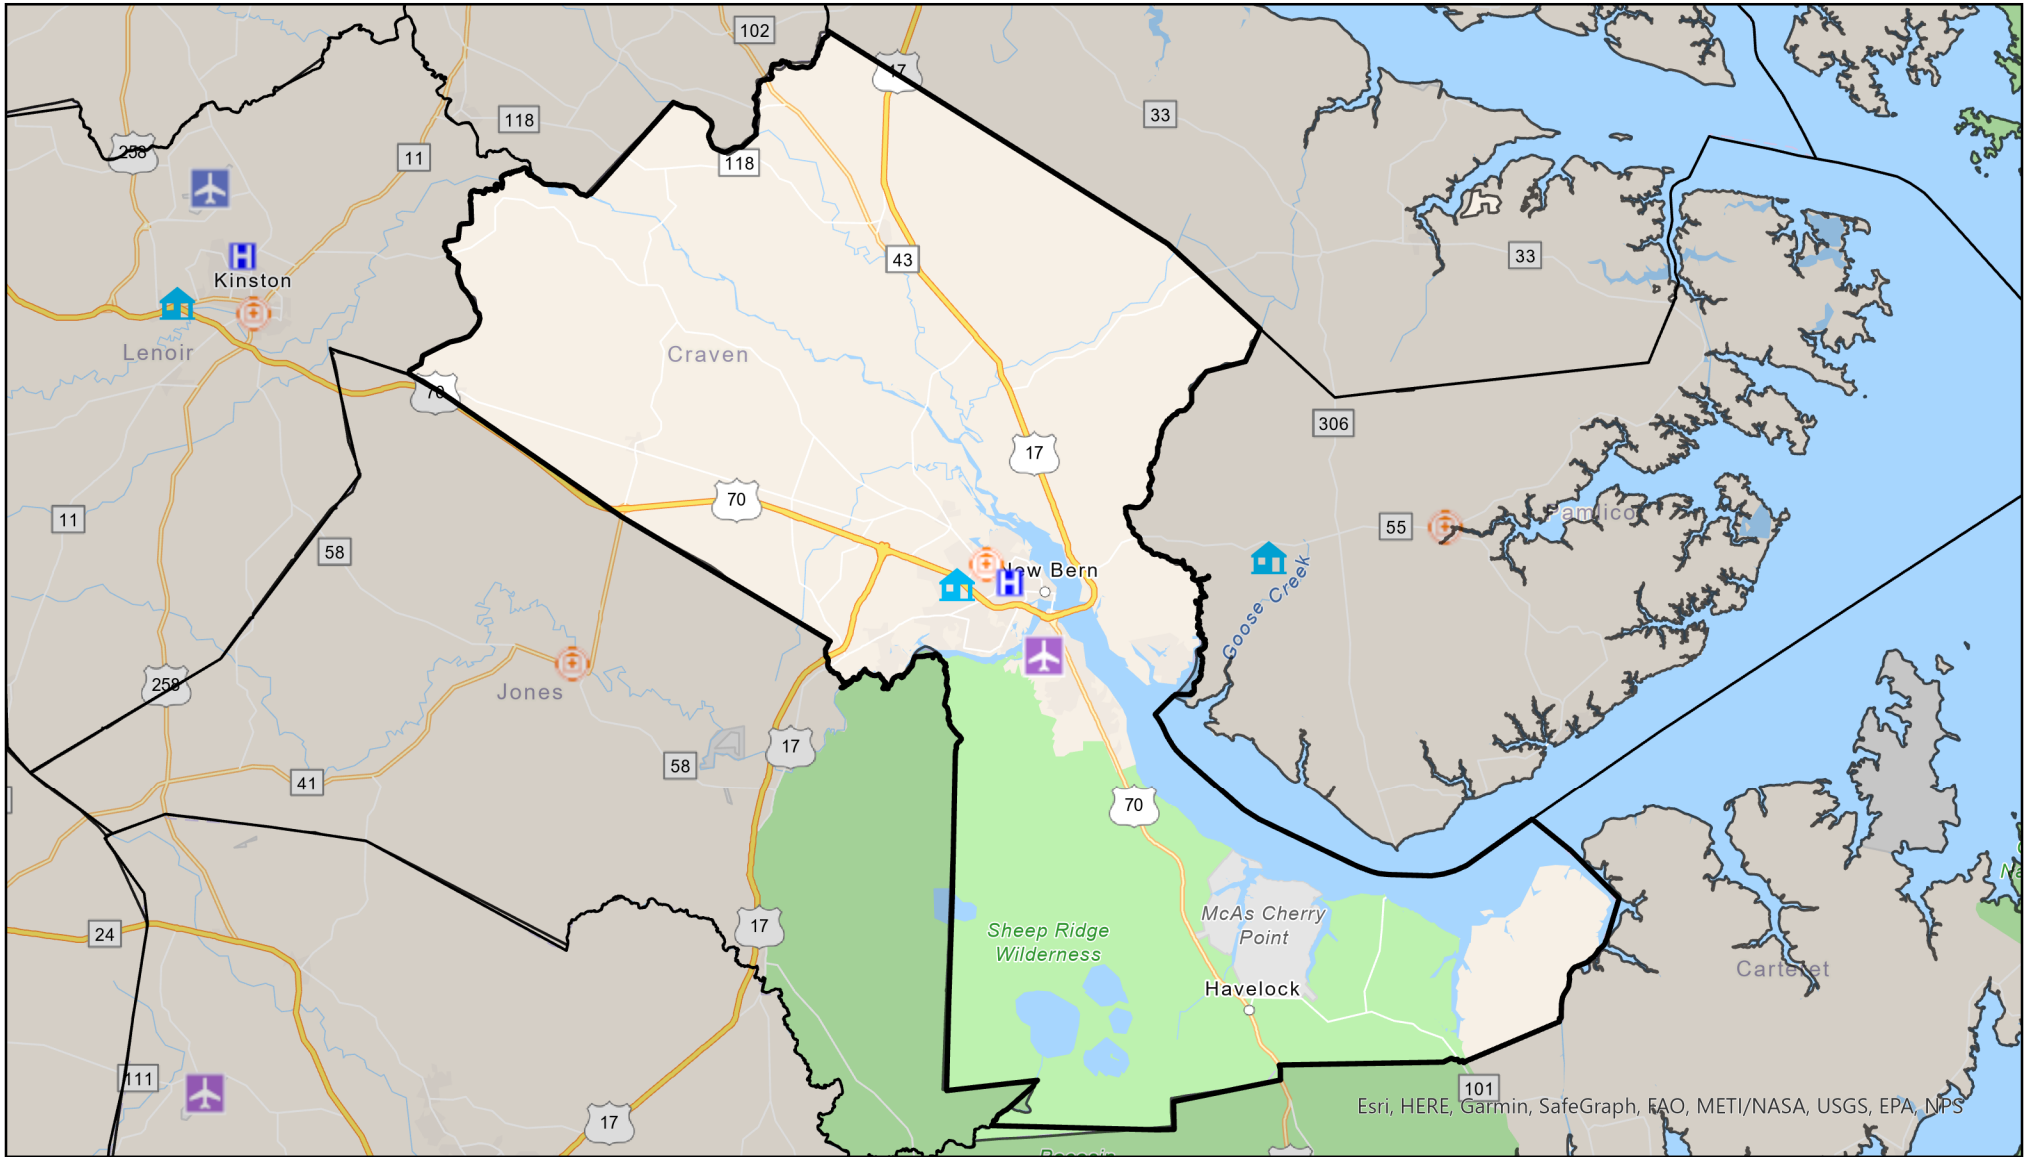 102
17
33
118
258
11
118
43
33
Kinston
Lenoir
Craven
70
306
17
70
11
58
55
Pamlico
New Bern
Goose Creek
258
Jones
17
58
41
70
McAs Cherry
Point
Sheep Ridge
Wilderness
17
24
Havelock
Carteret
111
101
17
Esri, HERE, Garmin, SafeGraph, FAO, METI/NASA, USGS, EPA, NPS